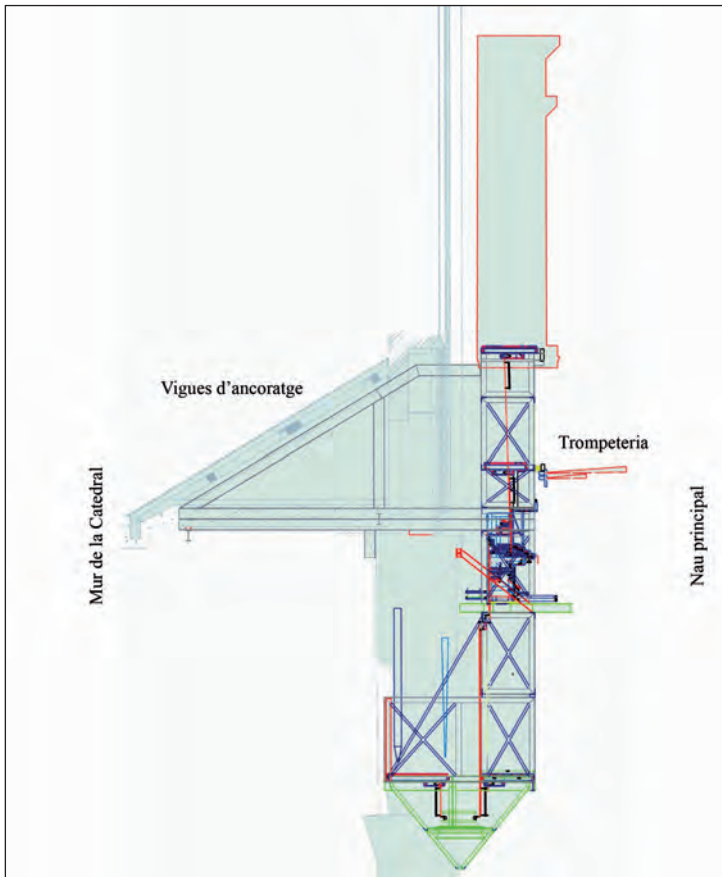 Vigues d’ancoratge
Trompeteria
Mur de la Catedral
Nau principal